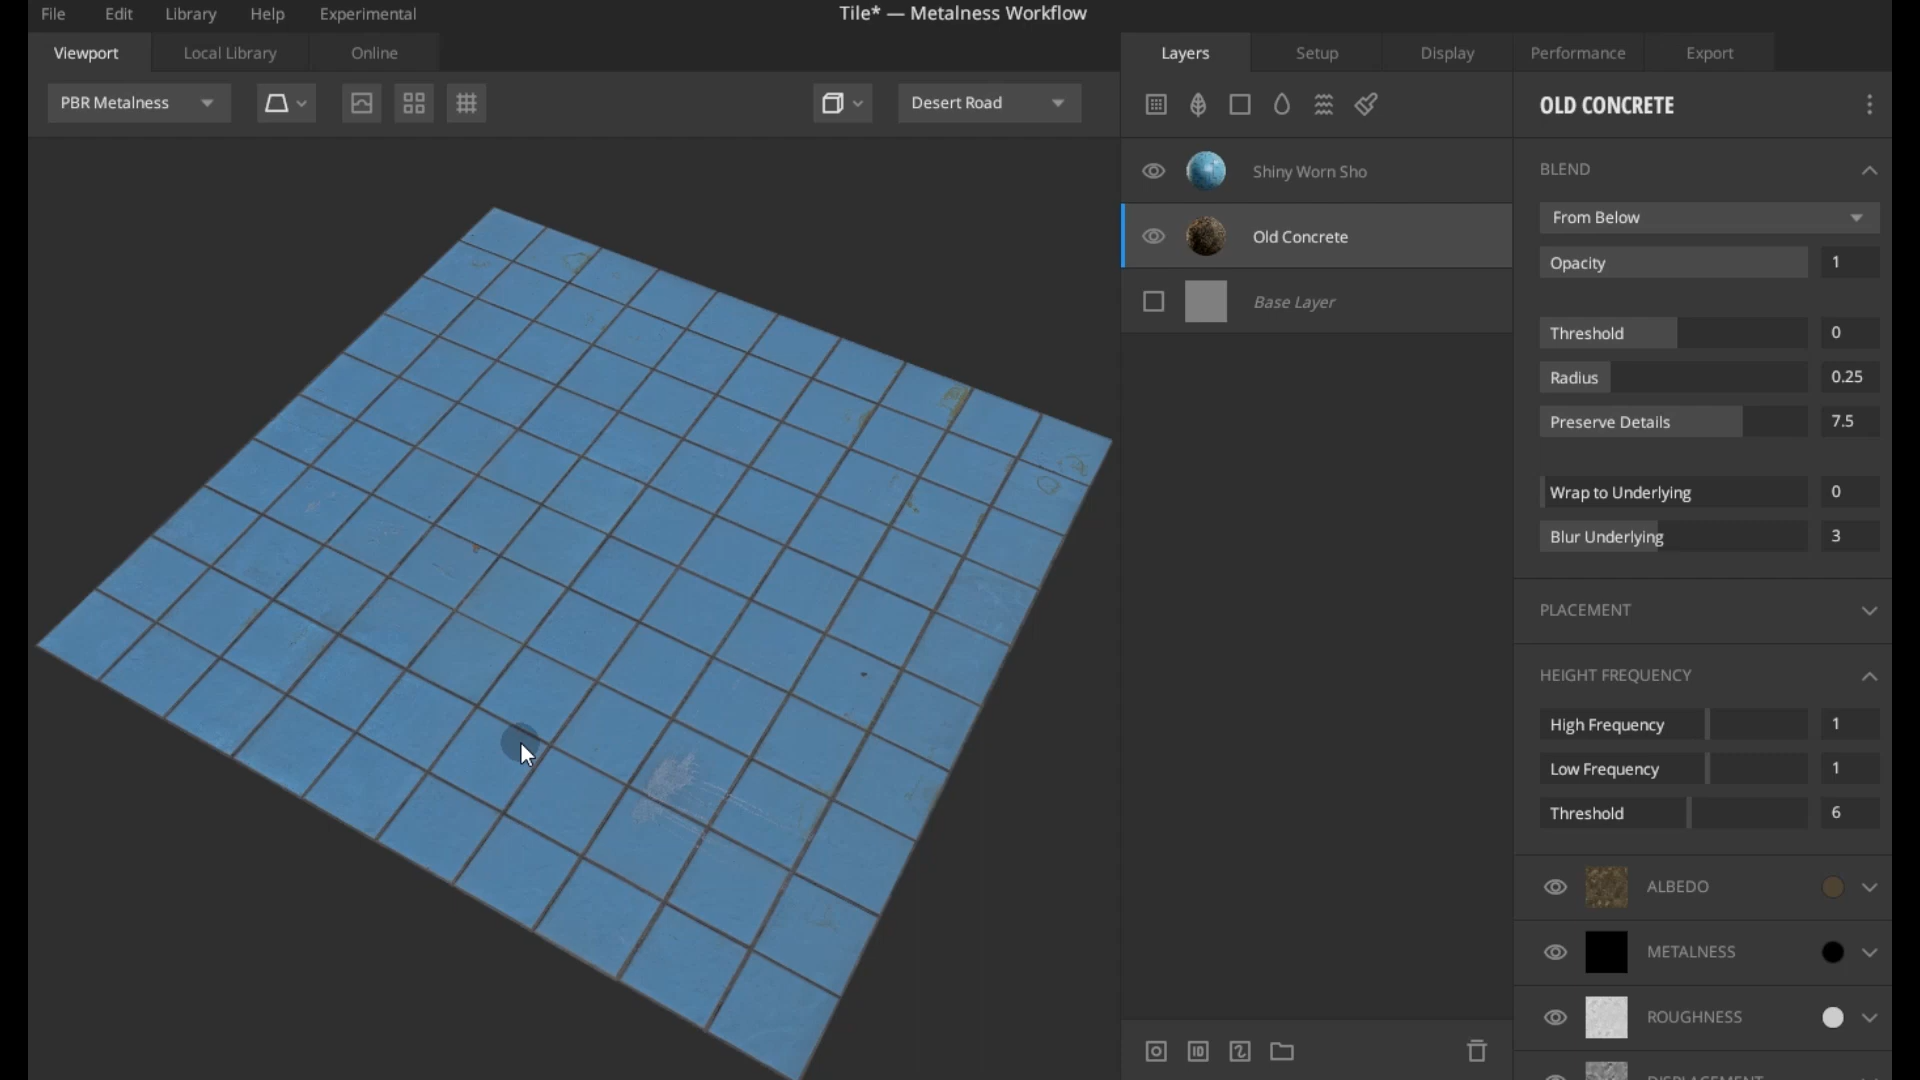 File Edit Library Help Experimental
Tile* — Metalness Workflow
Viewport Local Library Online
Layers Setup Display Performance Export
PBR Metalness
Desert Road
OLD CONCRETE
Shiny Worn Sho
Old Concrete
Base Layer
BLEND
From Below
Opacity 1
Threshold 0
Radius 0.25
Preserve Details 7.5
Wrap to Underlying 0
Blur Underlying 3
PLACEMENT
HEIGHT FREQUENCY
High Frequency 1
Low Frequency 1
Threshold 6
ALBEDO
METALNESS
ROUGHNESS
DISPLACEMENT
ID